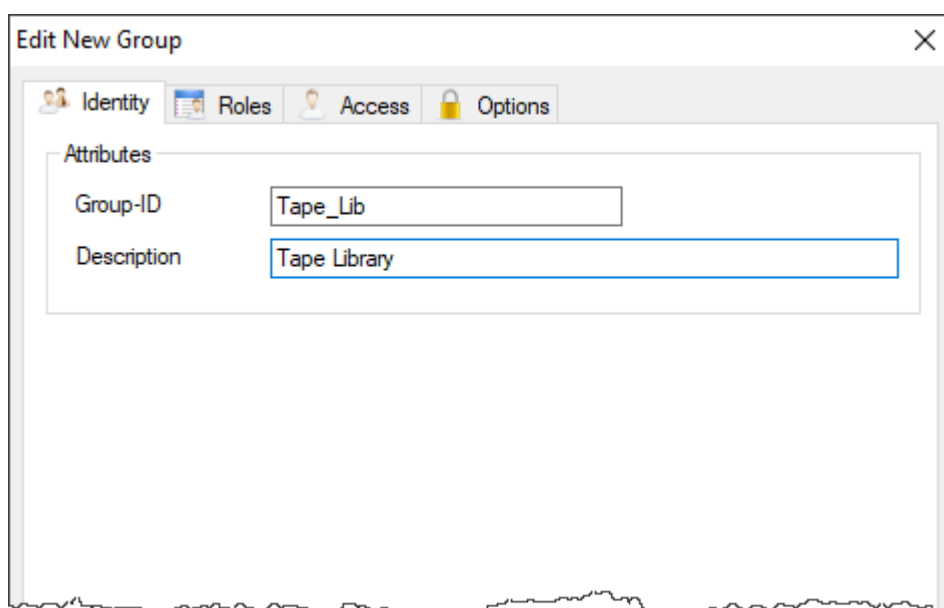 Edit New Group
Identity Roles Access Options
Attributes
Group-ID Tape_Lib
Description Tape Library